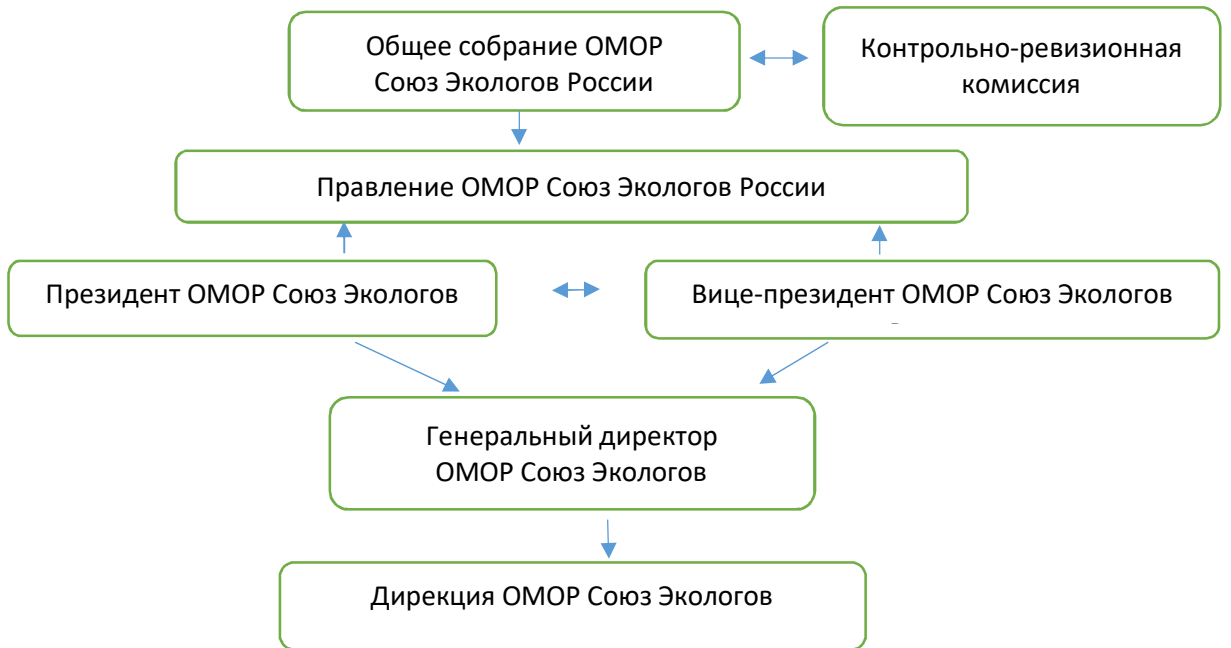 Общее собрание ОМОР
Союз Экологов России
Контрольно-ревизионная
комиссия
Правление ОМОР Союз Экологов России
Президент ОМОР Союз Экологов
Вице-президент ОМОР Союз Экологов
Генеральный директор
ОМОР Союз Экологов
Дирекция ОМОР Союз Экологов